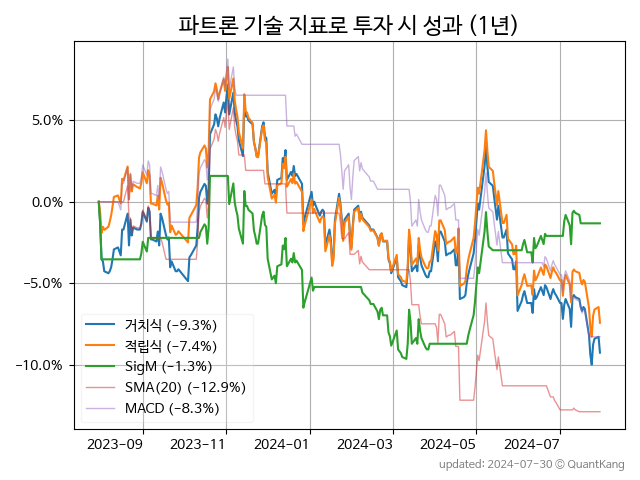 파트론 기술 지표로 투자 시 성과 (1년)
5.0%
0.0%
−5.0%
−10.0%
거치식 (−9.3%)
적립식 (−7.4%)
SigM (−1.3%)
SMA(20) (−12.9%)
MACD (−8.3%)
2023-09 2023-11 2024-01 2024-03 2024-05 2024-07
updated: 2024-07-30 © QuantKang